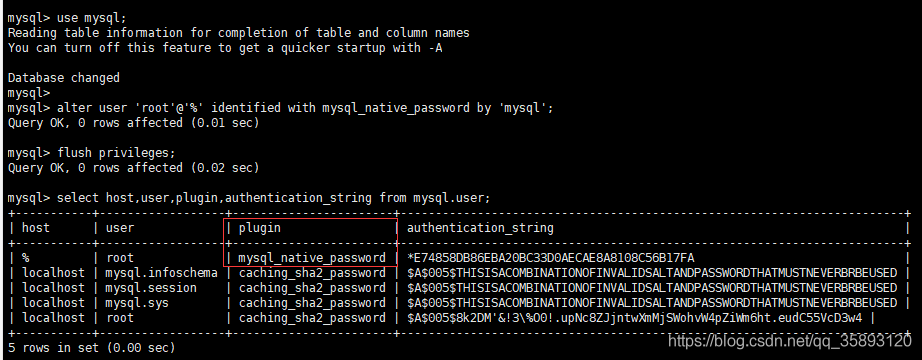 mysql> use mysql;
Reading table information for completion of table and column names
You can turn off this feature to get a quicker startup with -A
Database changed
mysql>
mysql> alter user 'root'@'%' identified with mysql_native_password by 'mysql';
Query OK, 0 rows affected (0.01 sec)
mysql> flush privileges;
Query OK, 0 rows affected (0.02 sec)
mysql> select host,user,plugin,authentication_string from mysql.user;
+-----------+------------------+-----------------------+------------------------------------------------------------------------+
| host | user | plugin | authentication_string |
+-----------+------------------+-----------------------+------------------------------------------------------------------------+
| % | root | mysql_native_password | *E74858DB86EBA20BC33D0AECAE8A8108C56B17FA |
| localhost | mysql.infoschema | caching_sha2_password | $A$005$THISISACOMBINATIONOFINVALIDSALTANDPASSWORDTHATMUSTNEVERBRBEUSED |
| localhost | mysql.session | caching_sha2_password | $A$005$THISISACOMBINATIONOFINVALIDSALTANDPASSWORDTHATMUSTNEVERBRBEUSED |
| localhost | mysql.sys | caching_sha2_password | $A$005$THISISACOMBINATIONOFINVALIDSALTANDPASSWORDTHATMUSTNEVERBRBEUSED |
| localhost | root | caching_sha2_password | $A$005$8k2DM'&!3\%O0!.upNc8ZJjntwXmMjSWohvW4pZiWm6ht.eudC55VcD3w4 |
+-----------+------------------+-----------------------+------------------------------------------------------------------------+
5 rows in set (0.00 sec)
https://blog.csdn.net/qq_35893120